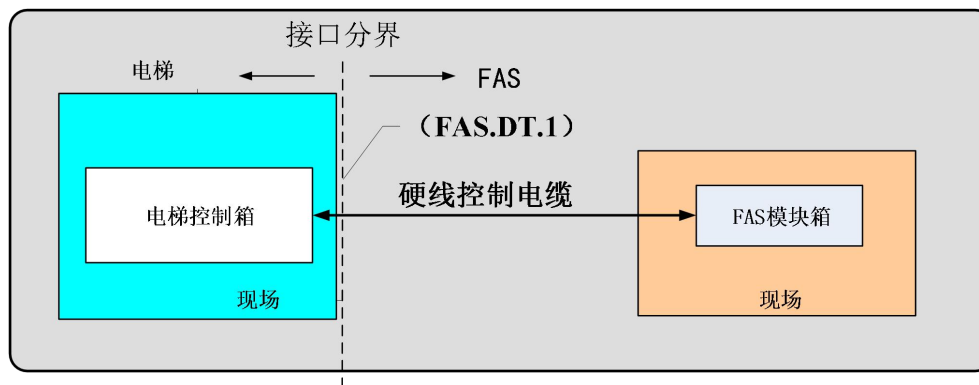 接口分界
电梯
FAS
（FAS.DT.1）
硬线控制电缆
电梯控制箱
FAS模块箱
现场
现场